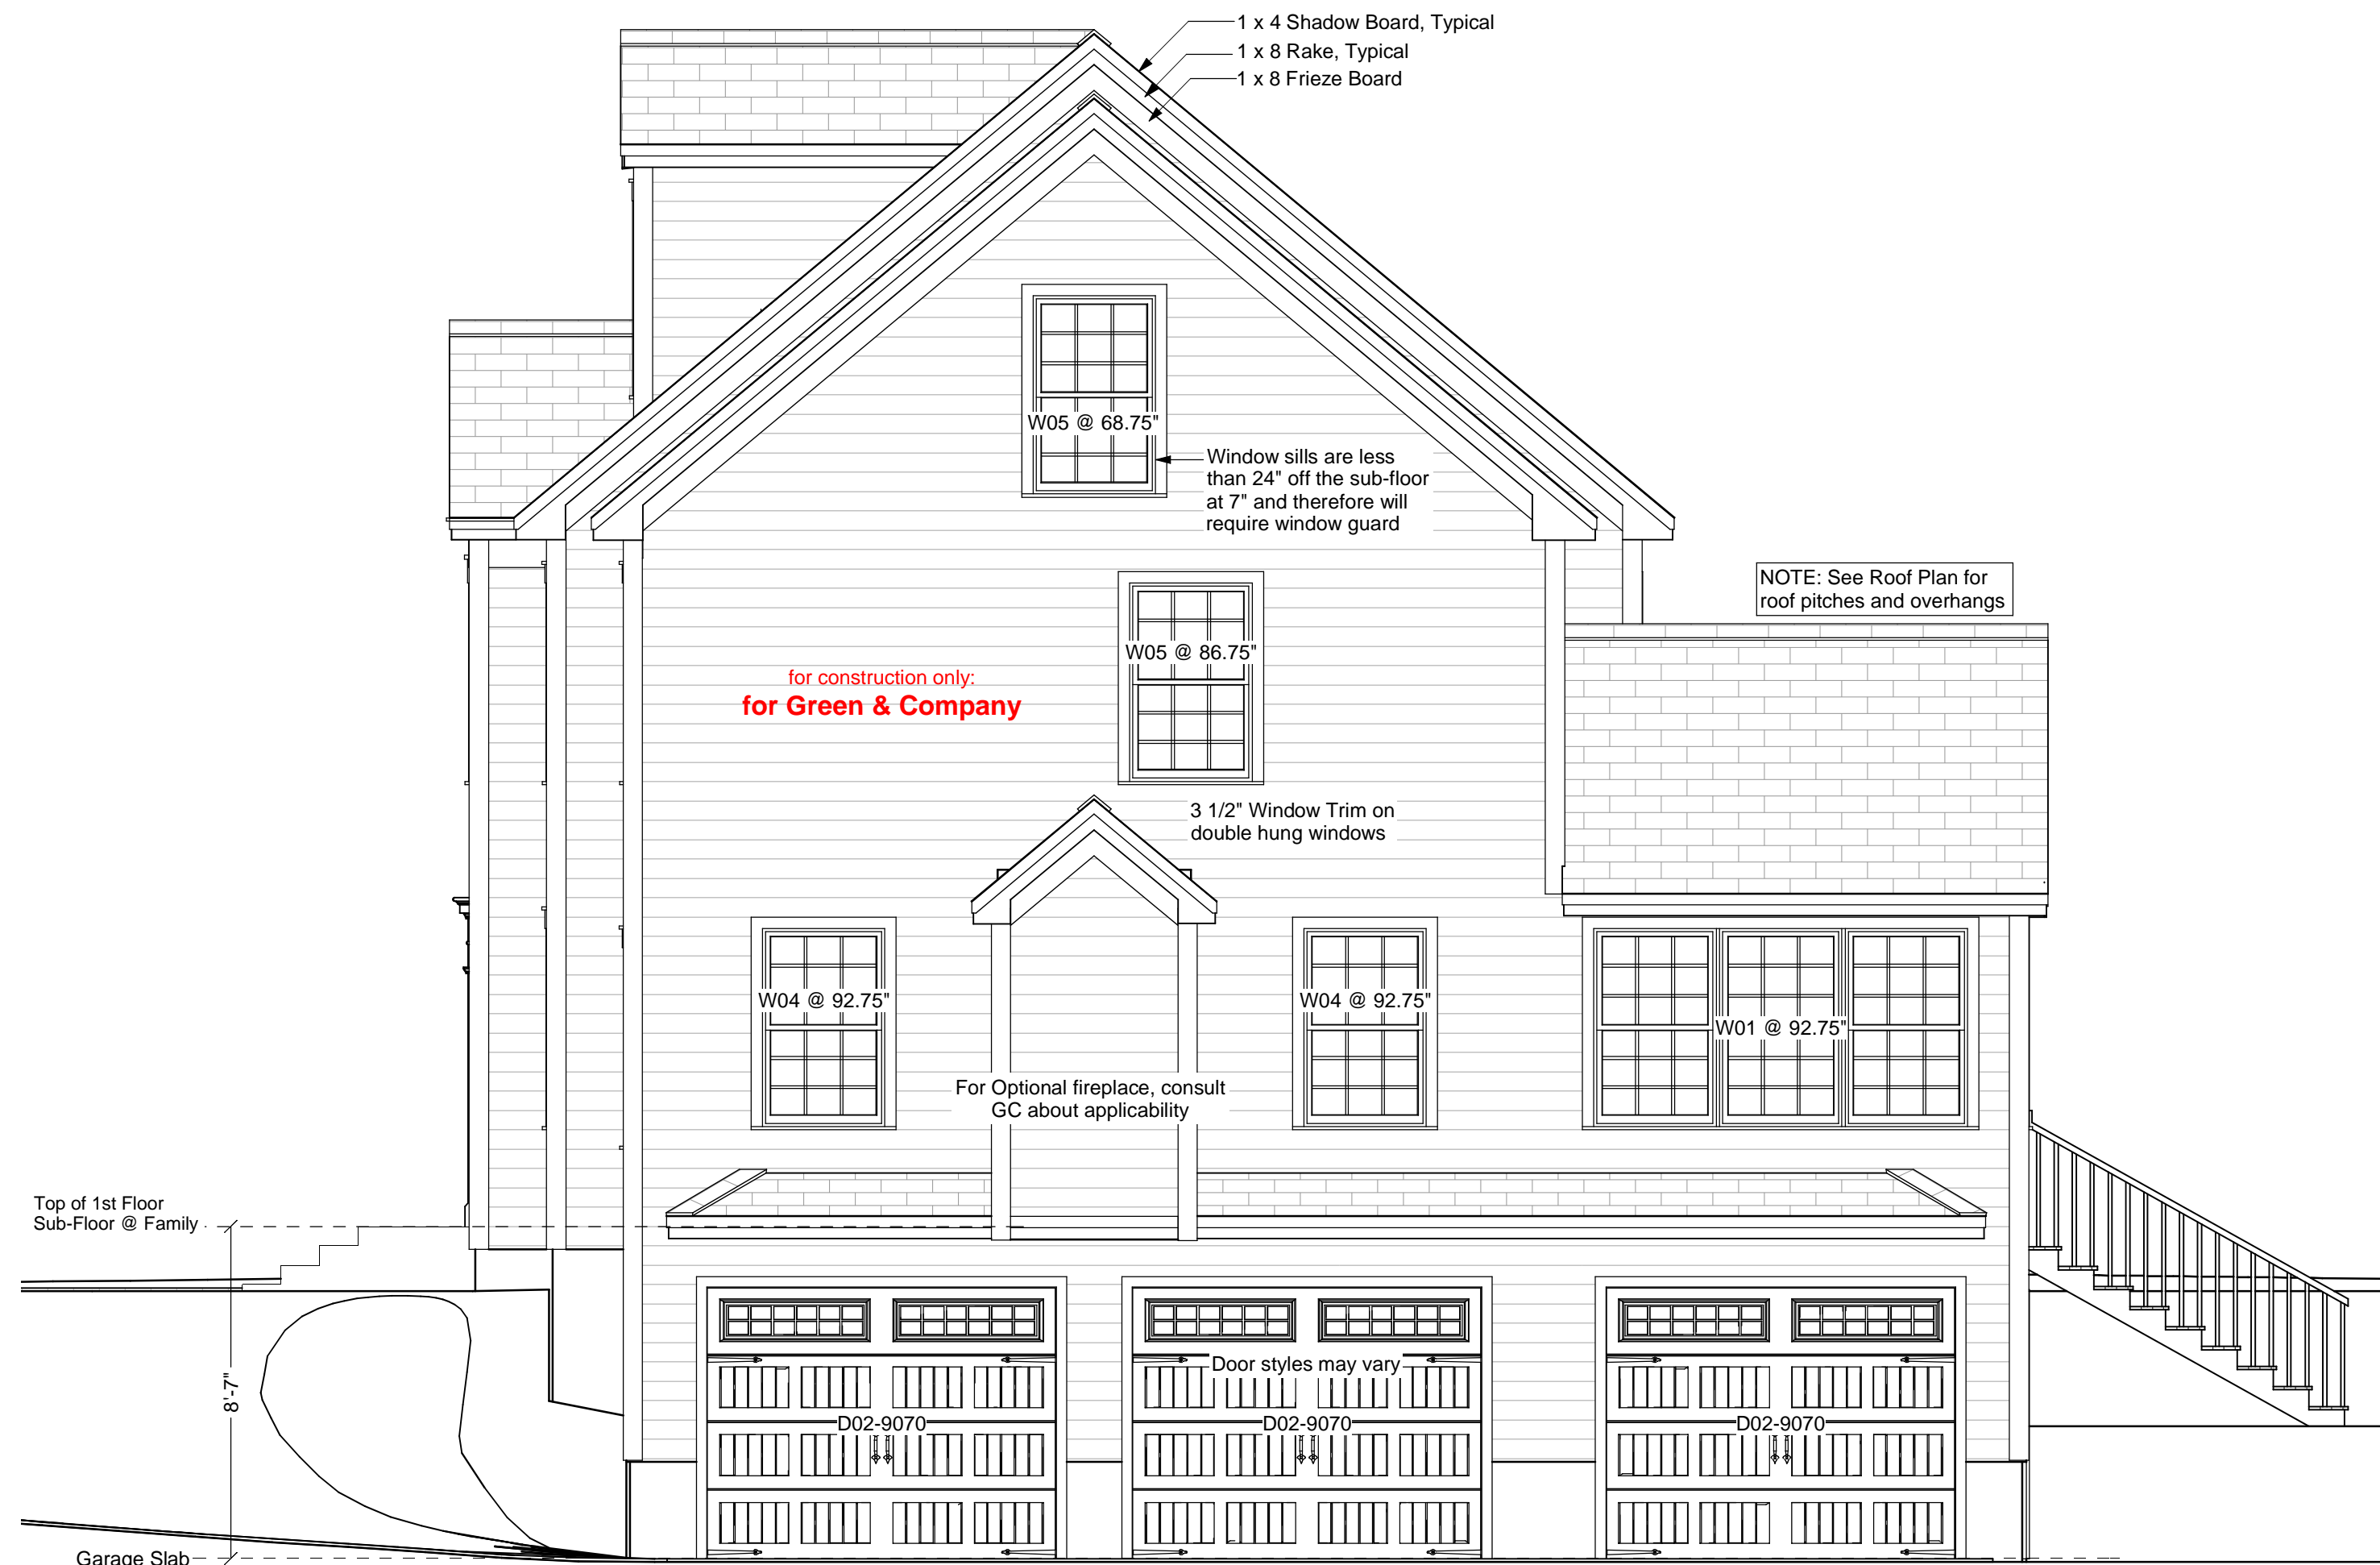 1 x 4 Shadow Board, Typical
1 x 8 Rake, Typical
1 x 8 Frieze Board
W05 @ 68.75"
Window sills are less
than 24" off the sub-floor
at 7" and therefore will
require window guard
NOTE: See Roof Plan for
roof pitches and overhangs
W05 @ 86.75"
for construction only:
for Green & Company
3 1/2" Window Trim on
double hung windows
W04 @ 92.75"
W04 @ 92.75"
W01 @ 92.75"
For Optional fireplace, consult
GC about applicability
Top of 1st Floor
Sub-Floor @ Family
8'-7"
Door styles may vary
D02-9070
D02-9070
D02-9070
Garage Slab